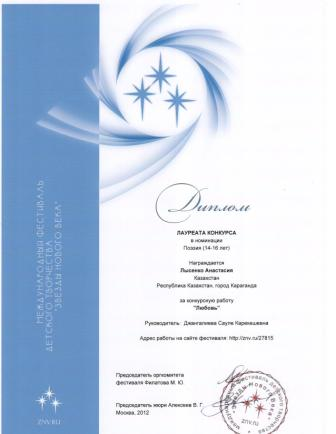 МЕЖДУНАРОДНЫЙ ФЕСТИВАЛЬ
ДЕТСКОГО ТВОРЧЕСТВА
"ЗВЕЗДЫ НОВОГО ВЕКА"
ZNV.RU
Диплом
ЛАУРЕАТА КОНКУРСА
в номинации
Поэзия (14-16 лет)
Награждается
Лысенко Анастасия
Казахстан
Республика Казахстан, город Караганда
за конкурсную работу
"Любовь"
Руководитель: Джангалиева Сауле Каремашевна
Адрес работы на сайте фестиваля: http://znv.ru/27815
Председатель оргкомитета
фестиваля Филатова М. Ю.
Председатель жюри Алексеев В. Г.
Москва, 2012